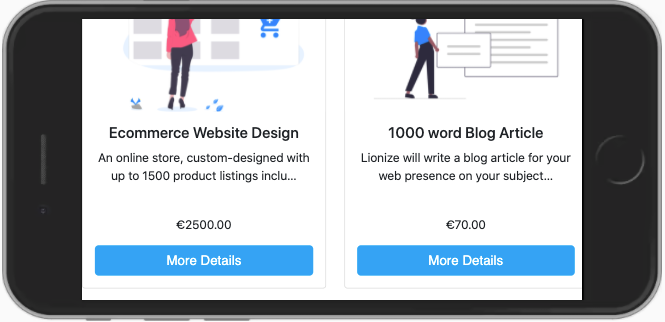 Ecommerce Website Design
An online store, custom-designed with
up to 1500 product listings inclu...
€2500.00
More Details
1000 word Blog Article
Lionize will write a blog article for your
web presence on your subject...
€70.00
More Details